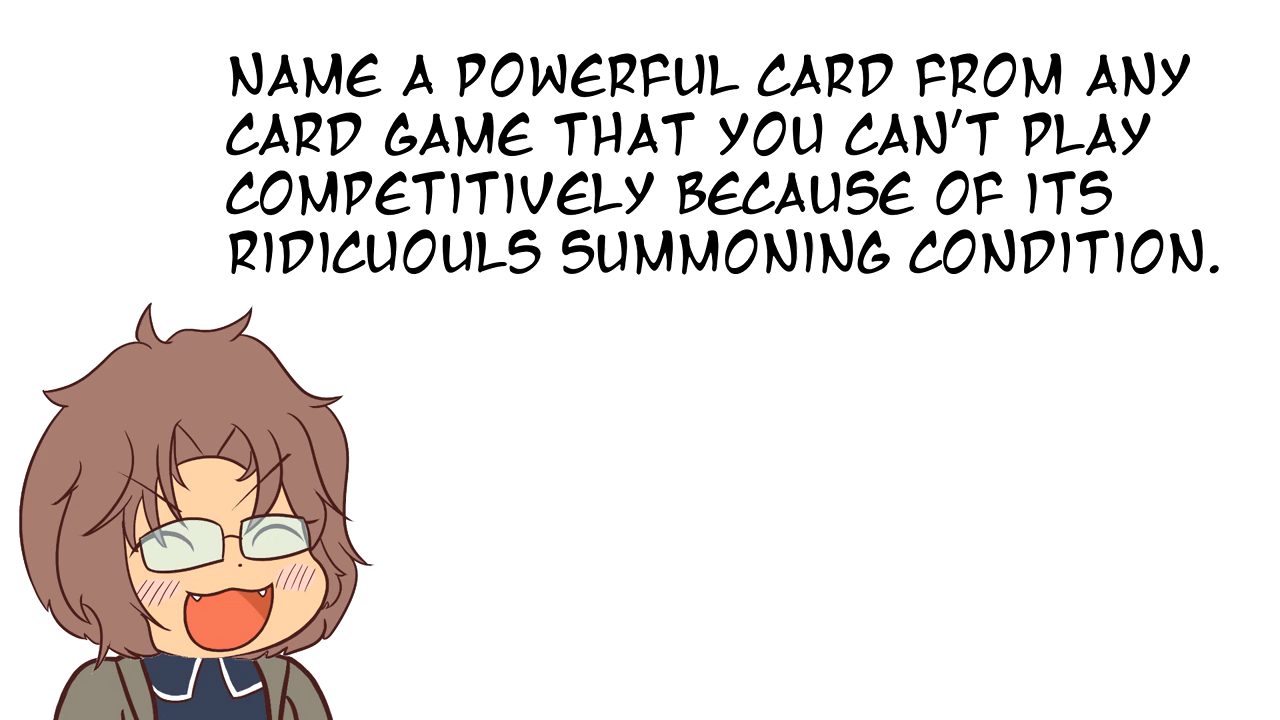 NAME A POWERFUL CARD FROM ANY
CARD GAME THAT YOU CAN'T PLAY
COMPETITIVELY BECAUSE OF ITS
RIDICUOULS SUMMONING CONDITION.